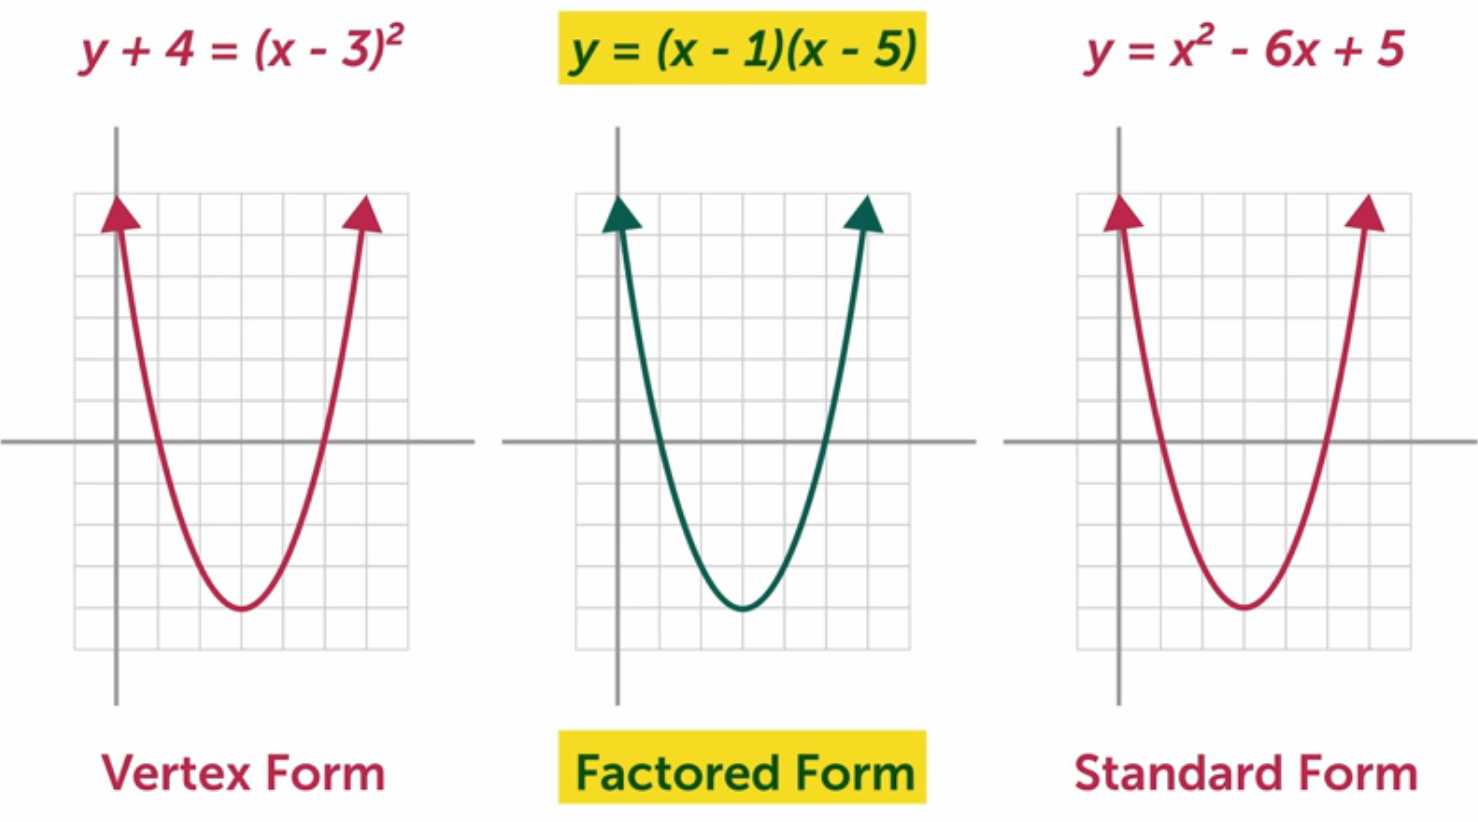 y + 4 = (x - 3)²
y = (x - 1)(x - 5)
y = x² - 6x + 5
Vertex Form
Factored Form
Standard Form